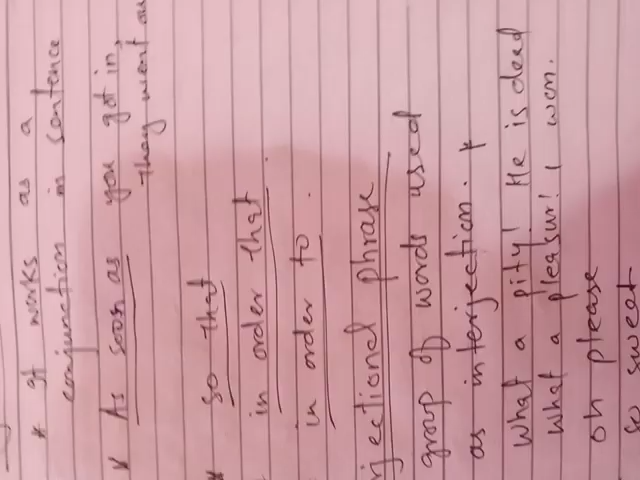 * It works as a
conjunction in sentence
* As soon as you got in,
they went
* so that
in order that.
in order to.
jectional phrase
group of words used
as interjection.
What a pity! He is dead
What a pleasur! I won.
oh please
so sweet